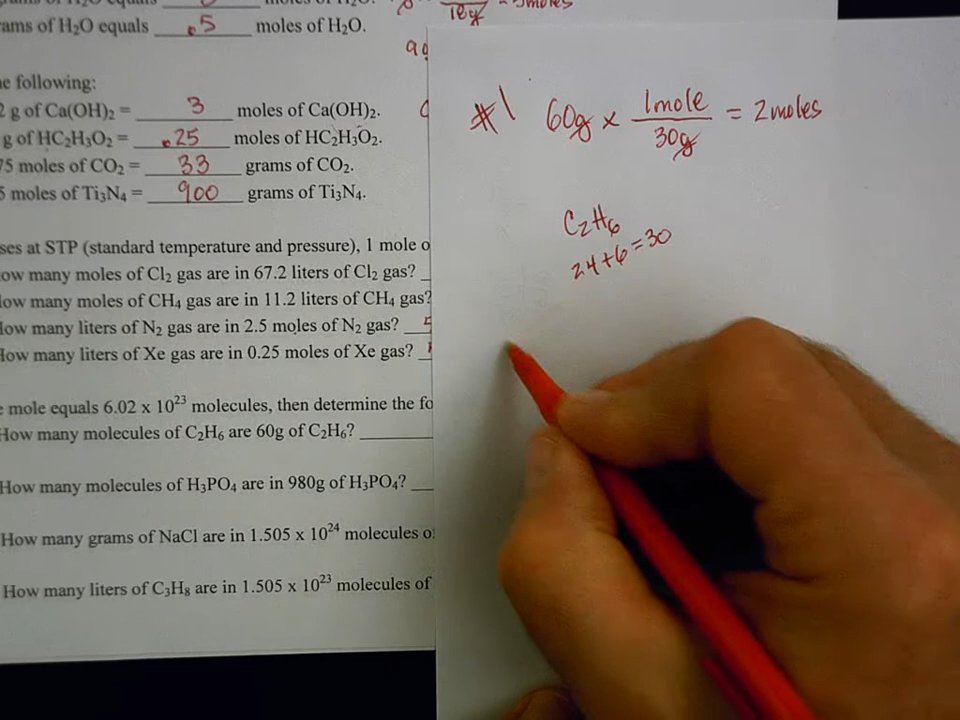 moles of H₂O.
18g = 5moles
ams of H₂O equals .5 moles of H₂O.
e following:
2 g of Ca(OH)₂ = 3 moles of Ca(OH)₂.
g of HC₂H₃O₂ = .25 moles of HC₂H₃O₂.
75 moles of CO₂ = 33 grams of CO₂.
5 moles of Ti₃N₄ = 900 grams of Ti₃N₄.
ses at STP (standard temperature and pressure), 1 mole o
ow many moles of Cl₂ gas are in 67.2 liters of Cl₂ gas?
ow many moles of CH₄ gas are in 11.2 liters of CH₄ gas?
ow many liters of N₂ gas are in 2.5 moles of N₂ gas?
How many liters of Xe gas are in 0.25 moles of Xe gas?
e mole equals 6.02 x 10²³ molecules, then determine the fo
How many molecules of C₂H₆ are 60g of C₂H₆?
How many molecules of H₃PO₄ are in 980g of H₃PO₄?
How many grams of NaCl are in 1.505 x 10²⁴ molecules o
How many liters of C₃H₈ are in 1.505 x 10²³ molecules of
#1 60g x 1mole / 30g = 2moles
C₂H₆
24+6=30